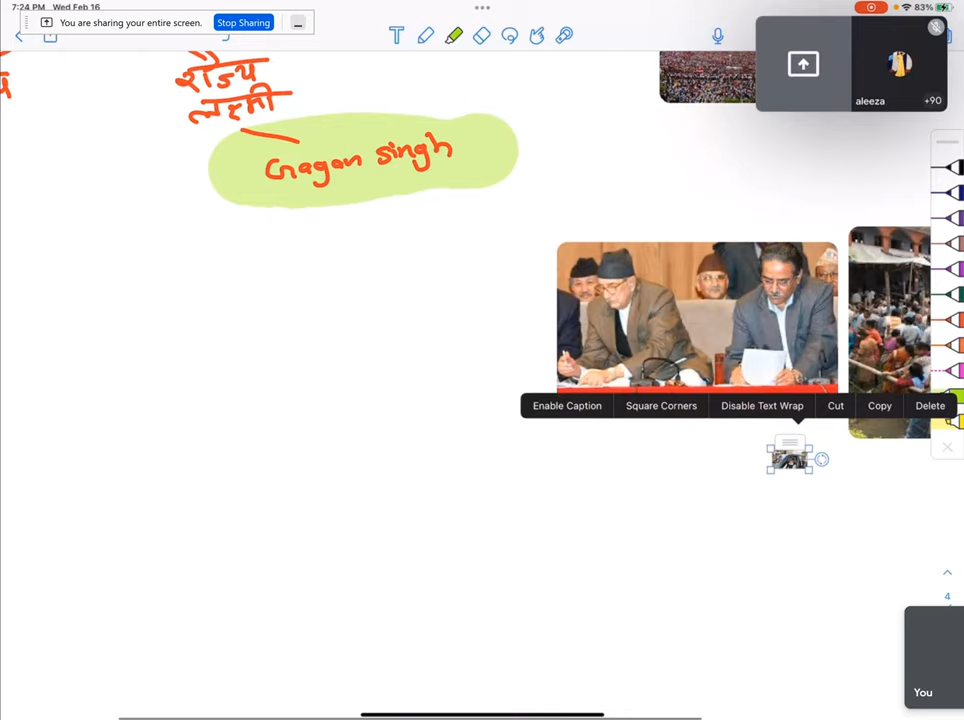 7:24 PM Wed Feb 16
83%
You are sharing your entire screen.
Stop Sharing
T
राज्य
लक्ष्मी
Gagan singh
aleeza
+90
Enable Caption
Square Corners
Disable Text Wrap
Cut
Copy
Delete
4
You